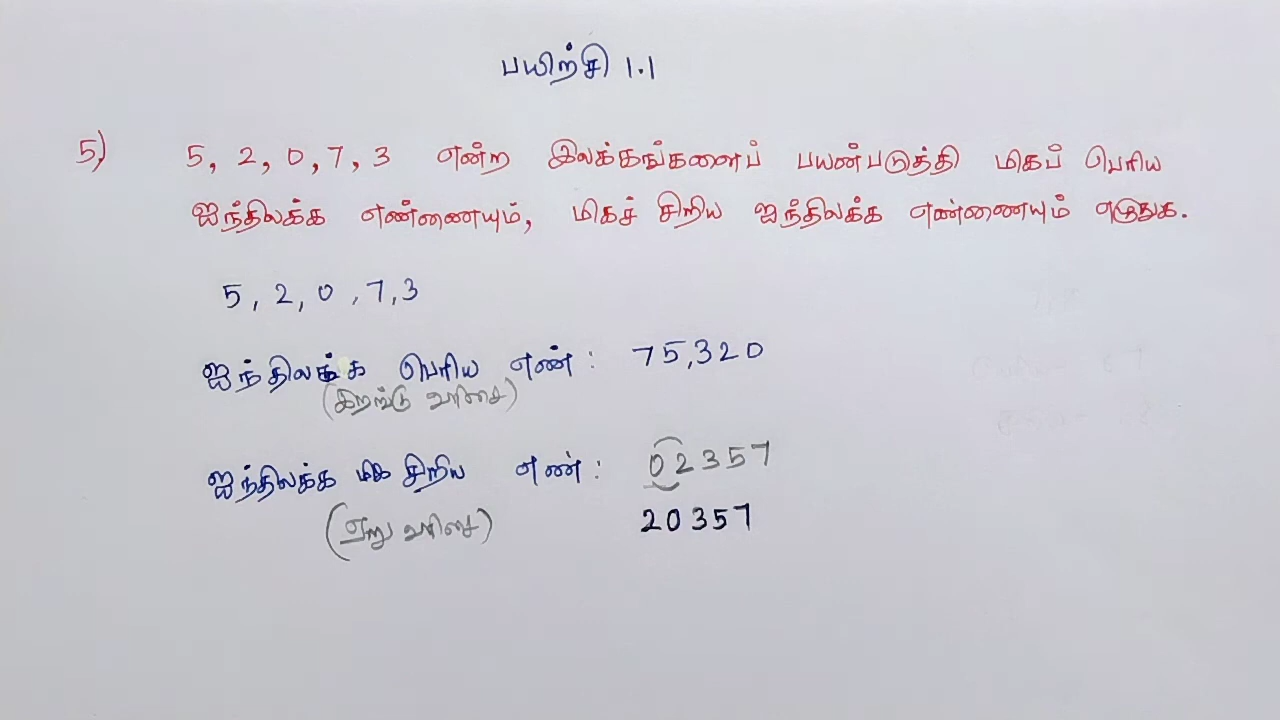 பயிற்சி 1.1
5) 5, 2, 0, 7, 3 என்ற இலக்கங்களைப் பயன்படுத்தி மிகப் பெரிய
ஐந்திலக்க எண்ணையும், மிகச் சிறிய ஐந்திலக்க எண்ணையும் எழுதுக.
5, 2, 0, 7, 3
ஐந்திலக்க பெரிய எண் : 75,320
(இறங்கு வரிசை)
ஐந்திலக்க மிக சிறிய எண் : 02357
(ஏறு வரிசை) 20357